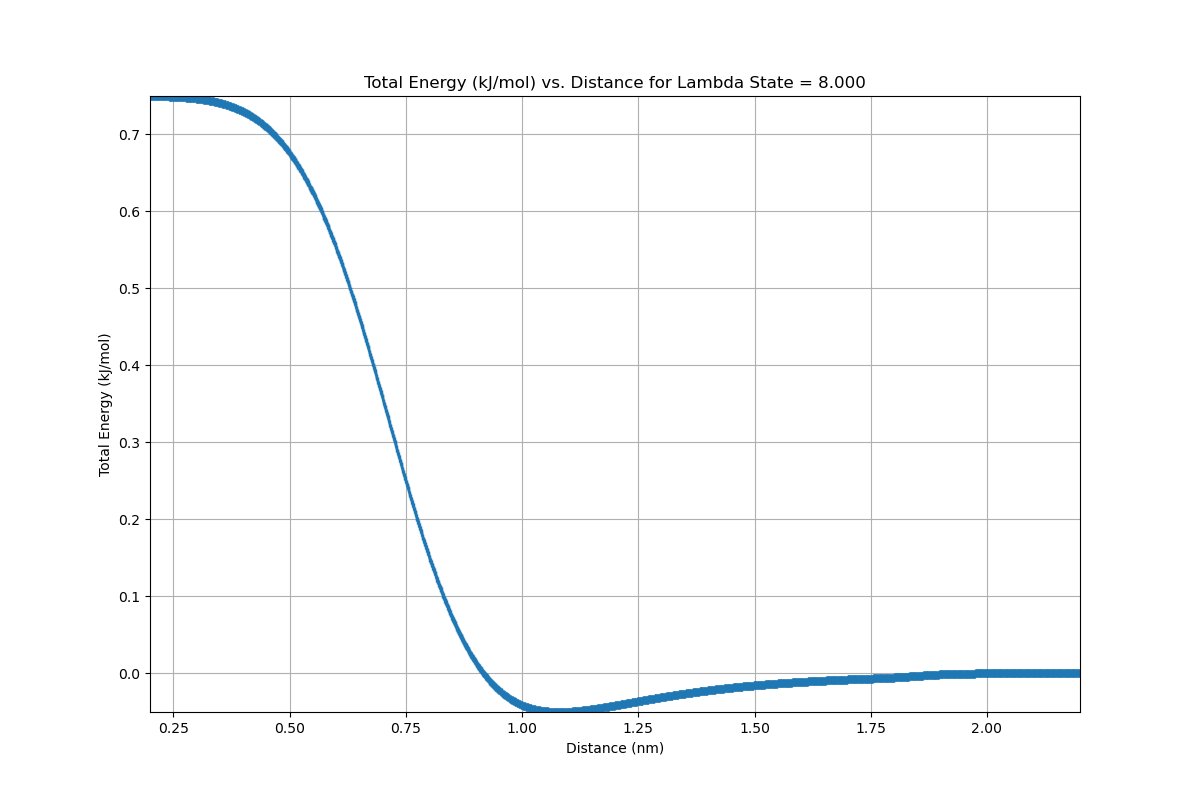 Total Energy (kJ/mol) vs. Distance for Lambda State = 8.000
0.7
0.6
0.5
0.4
0.3
0.2
0.1
0.0
Total Energy (kJ/mol)
0.25 0.50 0.75 1.00 1.25 1.50 1.75 2.00
Distance (nm)